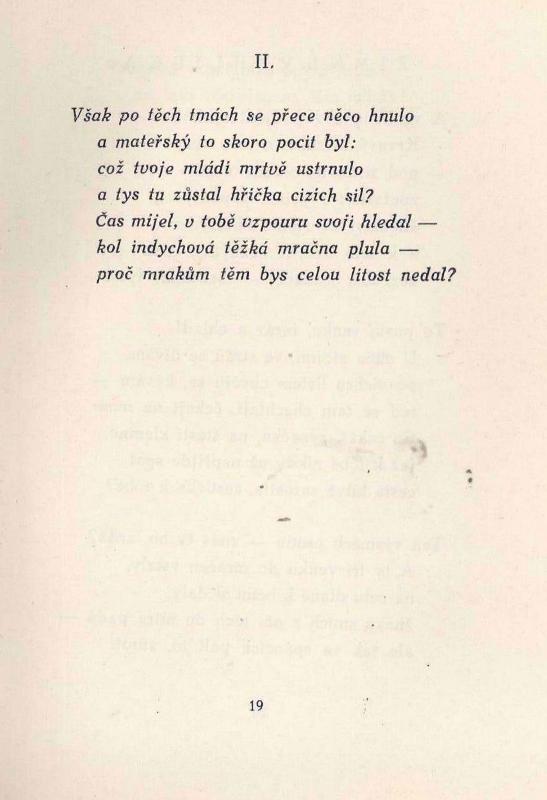 II.
Však po těch tmách se přece něco hnulo
a mateřský to skoro pocit byl:
což tvoje mládí mrtvě ustrnulo
a tys tu zůstal hříčka cizích sil?
Čas míjel, v tobě vzpouru svoji hledal —
kol indychová těžká mračna plula —
proč mrakům těm bys celou lítost nedal?
19